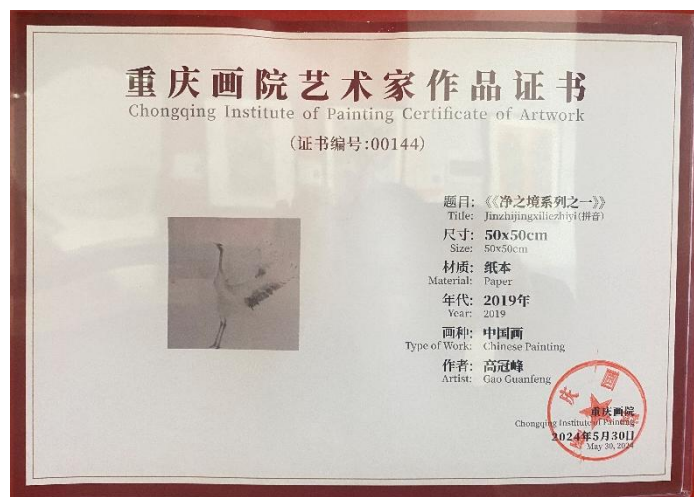 重庆画院艺术家作品证书
Chongqing Institute of Painting Certificate of Artwork
(证书编号:00144)
题目:《《净之境系列之一》》
Title: Jinzhijingxiliezhiyi(拼音)
尺寸: 50x50cm
Size: 50x50cm
材质: 纸本
Material: Paper
年代: 2019年
Year: 2019
画种: 中国画
Type of Work: Chinese Painting
作者: 高冠峰
Artist: Gao Guanfeng
重庆画院
Chongqing Institute of Painting
2024年5月30日
May 30, 2024